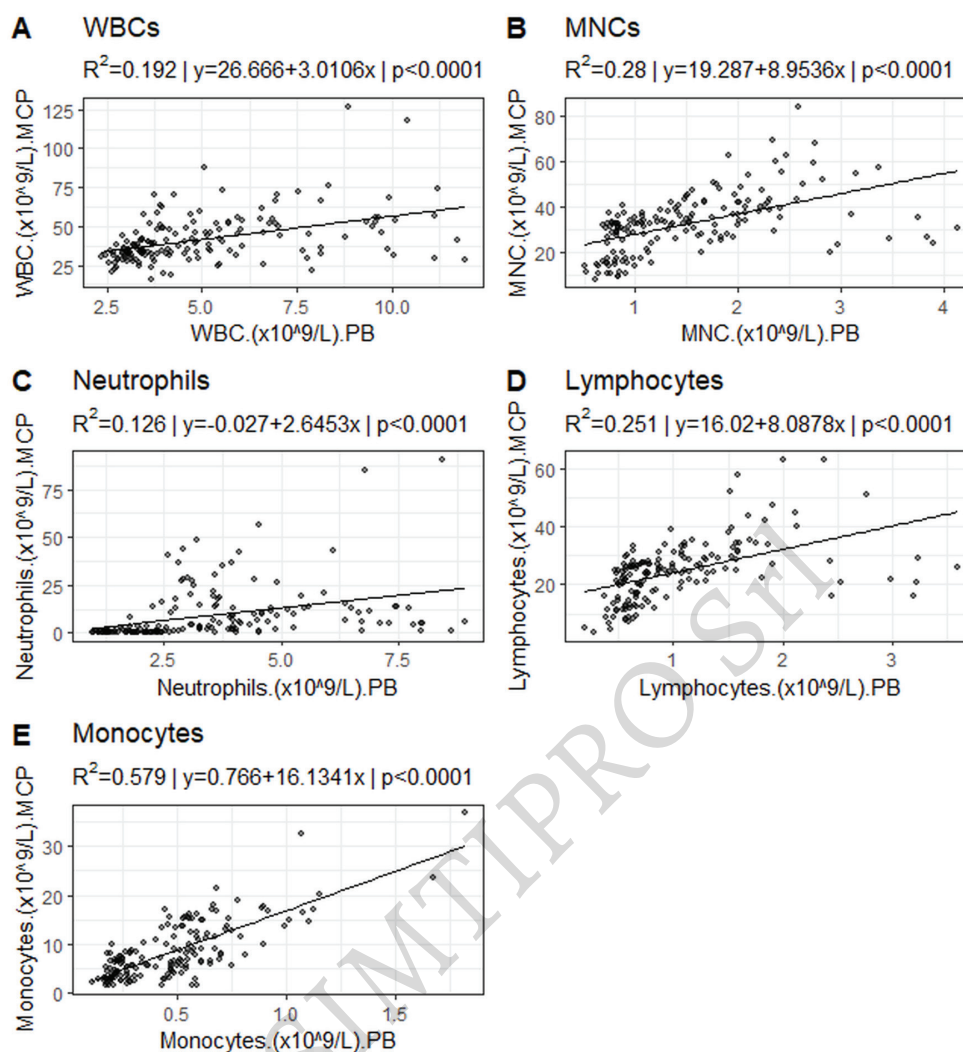 A WBCs
R²=0.192 | y=26.666+3.0106x | p<0.0001
WBC.(x10^9/L).MCP
125
100
75
50
25
2.5 5.0 7.5 10.0
WBC.(x10^9/L).PB
B MNCs
R²=0.28 | y=19.287+8.9536x | p<0.0001
MNC.(x10^9/L).MCP
80
60
40
20
1 2 3 4
MNC.(x10^9/L).PB
C Neutrophils
R²=0.126 | y=-0.027+2.6453x | p<0.0001
Neutrophils.(x10^9/L).MCP
75
50
25
0
2.5 5.0 7.5
Neutrophils.(x10^9/L).PB
D Lymphocytes
R²=0.251 | y=16.02+8.0878x | p<0.0001
Lymphocytes.(x10^9/L).MCP
60
40
20
0
1 2 3
Lymphocytes.(x10^9/L).PB
E Monocytes
R²=0.579 | y=0.766+16.1341x | p<0.0001
Monocytes.(x10^9/L).MCP
30
20
10
0
0.5 1.0 1.5
Monocytes.(x10^9/L).PB
SIMTIPRO Srl